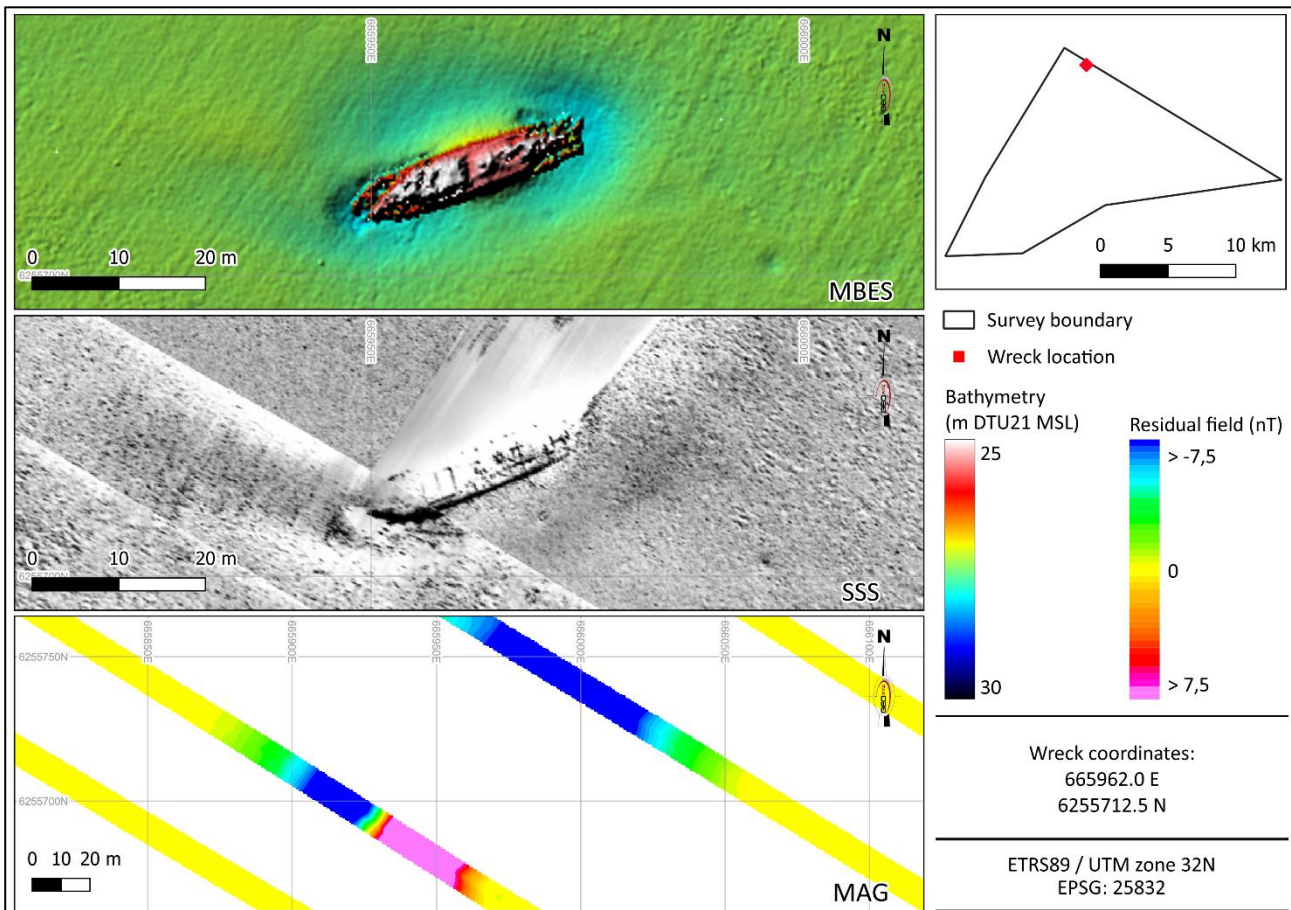 665950E
666000E
N
0 10 20 m
6255700N
MBES
665950E
666000E
N
0 10 20 m
6255700N
SSS
665850E
665900E
665950E
666000E
666050E
666100E
6255750N
N
6255700N
0 10 20 m
MAG
0 5 10 km
Survey boundary
Wreck location
Bathymetry
(m DTU21 MSL)
25
30
Residual field (nT)
> -7,5
0
> 7,5
Wreck coordinates:
665962.0 E
6255712.5 N
ETRS89 / UTM zone 32N
EPSG: 25832